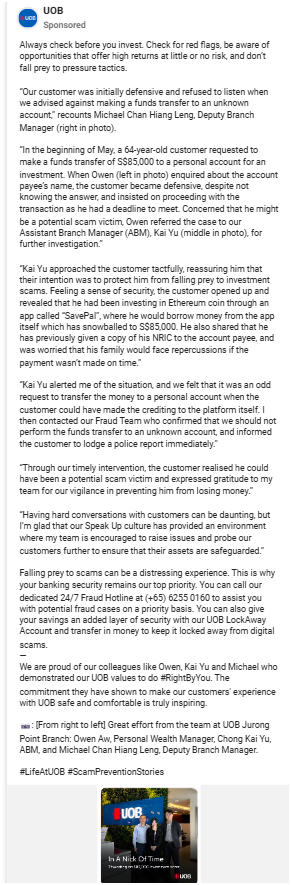 UOB
UOB
Sponsored
Always check before you invest. Check for red flags, be aware of
opportunities that offer high returns at little or no risk, and don't
fall prey to pressure tactics.
"Our customer was initially defensive and refused to listen when
we advised against making a funds transfer to an unknown
account," recounts Michael Chan Hiang Leng, Deputy Branch
Manager (right in photo).
"In the beginning of May, a 64-year-old customer requested to
make a funds transfer of S$85,000 to a personal account for an
investment. When Owen (left in photo) enquired about the account
payee's name, the customer became defensive, despite not
knowing the answer, and insisted on proceeding with the
transaction as he had a deadline to meet. Concerned that he might
be a potential scam victim, Owen referred the case to our
Assistant Branch Manager (ABM), Kai Yu (middle in photo), for
further investigation."
"Kai Yu approached the customer tactfully, reassuring him that
their intention was to protect him from falling prey to investment
scams. Feeling a sense of security, the customer opened up and
revealed that he had been investing in Ethereum coin through an
app called "SavePal", where he would borrow money from the app
itself which has snowballed to S$85,000. He also shared that he
has previously given a copy of his NRIC to the account payee, and
was worried that his family would face repercussions if the
payment wasn't made on time."
"Kai Yu alerted me of the situation, and we felt that it was an odd
request to transfer the money to a personal account when the
customer could have made the crediting to the platform itself. I
then contacted our Fraud Team who confirmed that we should not
perform the funds transfer to an unknown account, and informed
the customer to lodge a police report immediately."
"Through our timely intervention, the customer realised he could
have been a potential scam victim and expressed gratitude to my
team for our vigilance in preventing him from losing money."
"Having hard conversations with customers can be daunting, but
I'm glad that our Speak Up culture has provided an environment
where my team is encouraged to raise issues and probe our
customers further to ensure that their assets are safeguarded."
Falling prey to scams can be a distressing experience. This is why
your banking security remains our top priority. You can call our
dedicated 24/7 Fraud Hotline at (+65) 6255 0160 to assist you
with potential fraud cases on a priority basis. You can also give
your savings an added layer of security with our UOB LockAway
Account and transfer in money to keep it locked away from digital
scams.
—
We are proud of our colleagues like Owen, Kai Yu and Michael who
demonstrated our UOB values to do #RightByYou. The
commitment they have shown to make our customers' experience
with UOB safe and comfortable is truly inspiring.
📷: [From right to left] Great effort from the team at UOB Jurong
Point Branch: Owen Aw, Personal Wealth Manager, Chong Kai Yu,
ABM, and Michael Chan Hiang Leng, Deputy Branch Manager.
#LifeAtUOB #ScamPreventionStories
UOB
In A Nick Of Time
UOB